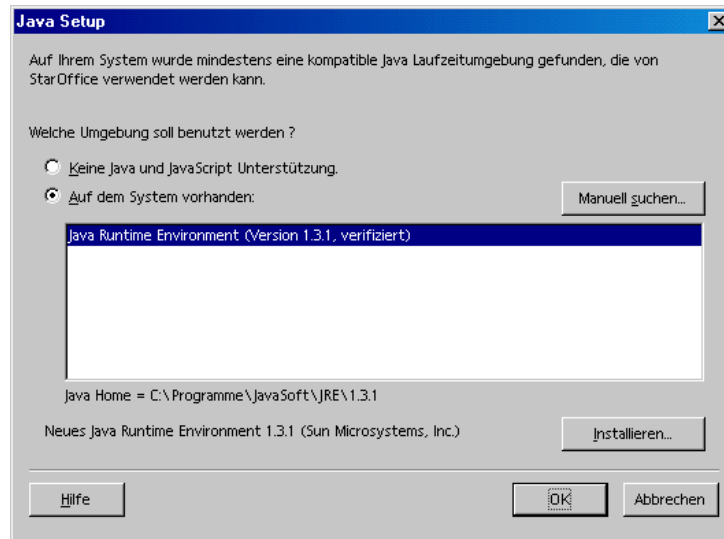 Java Setup
Auf Ihrem System wurde mindestens eine kompatible Java Laufzeitumgebung gefunden, die von
StarOffice verwendet werden kann.
Welche Umgebung soll benutzt werden ?
Keine Java und JavaScript Unterstützung.
Auf dem System vorhanden:
Manuell suchen...
Java Runtime Environment (Version 1.3.1, verifiziert)
Java Home = C:\Programme\JavaSoft\JRE\1.3.1
Neues Java Runtime Environment 1.3.1 (Sun Microsystems, Inc.)
Installieren...
Hilfe
OK
Abbrechen